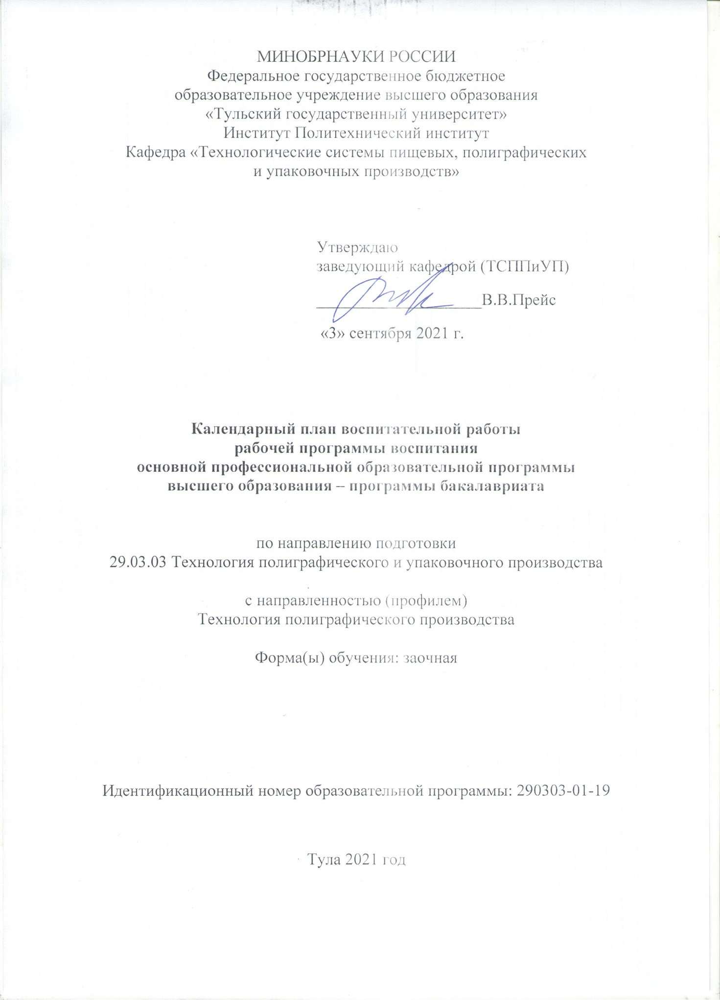 МИНОБРНАУКИ РОССИИ
Федеральное государственное бюджетное
образовательное учреждение высшего образования
«Тульский государственный университет»
Институт Политехнический институт
Кафедра «Технологические системы пищевых, полиграфических
и упаковочных производств»
Утверждаю
заведующий кафедрой (ТСППиУП)
____________________В.В.Прейс
«3» сентября 2021 г.
Календарный план воспитательной работы
рабочей программы воспитания
основной профессиональной образовательной программы
высшего образования – программы бакалавриата
по направлению подготовки
29.03.03 Технология полиграфического и упаковочного производства
с направленностью (профилем)
Технология полиграфического производства
Форма(ы) обучения: заочная
Идентификационный номер образовательной программы: 290303-01-19
Тула 2021 год